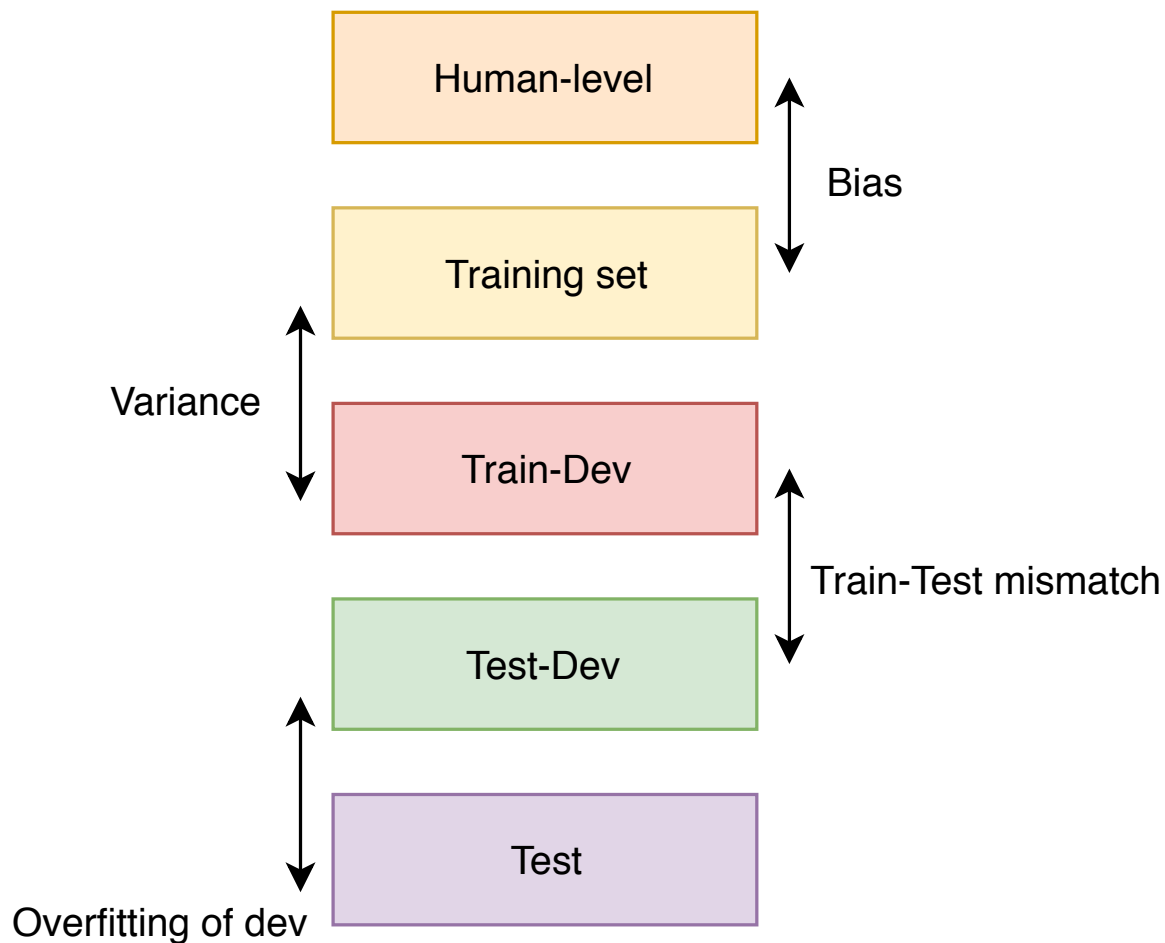 Human-level
Bias
Training set
Variance
Train-Dev
Train-Test mismatch
Test-Dev
Test
Overfitting of dev